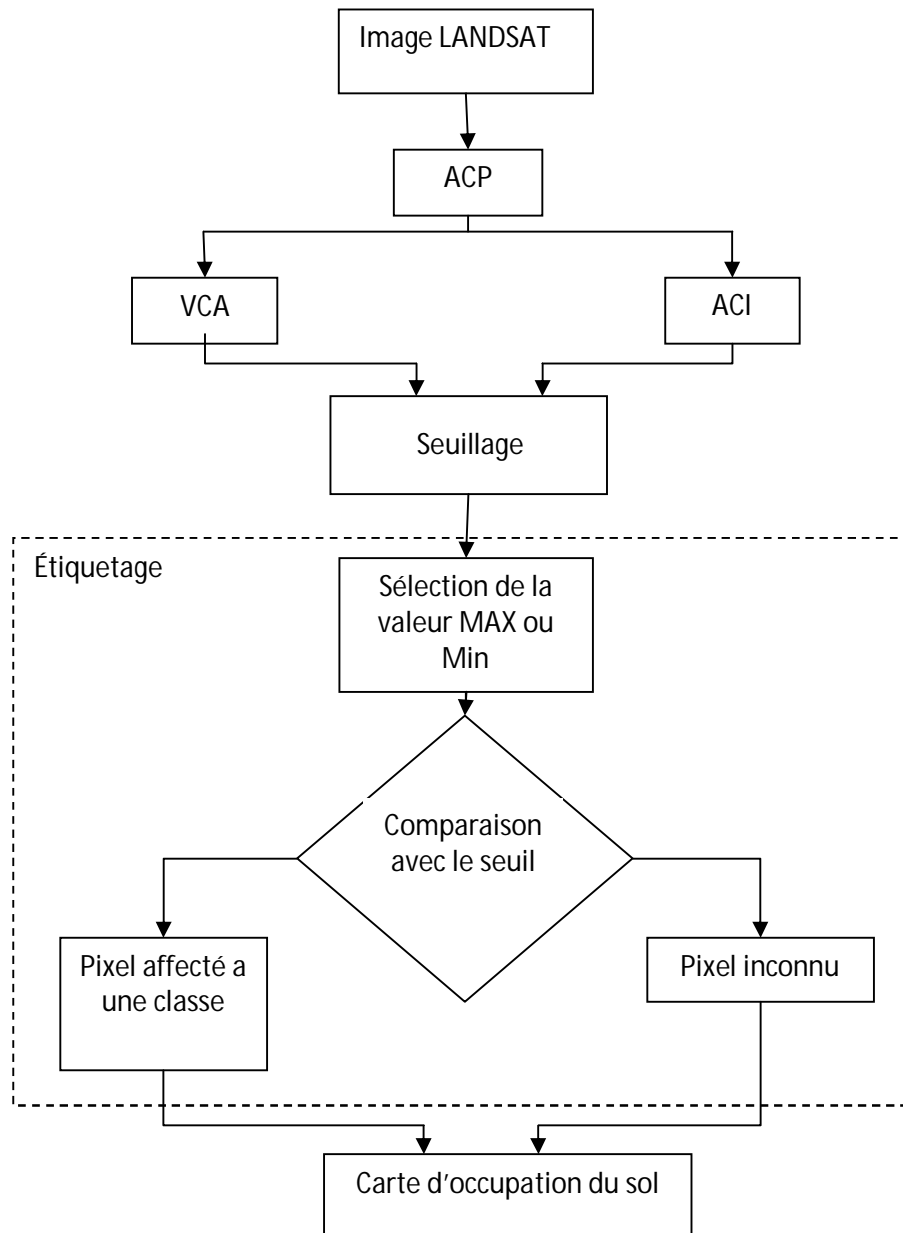 Image LANDSAT
ACP
VCA
ACI
Seuillage
Étiquetage
Sélection de la
valeur MAX ou
Min
Comparaison
avec le seuil
Pixel affecté a
une classe
Pixel inconnu
Carte d’occupation du sol